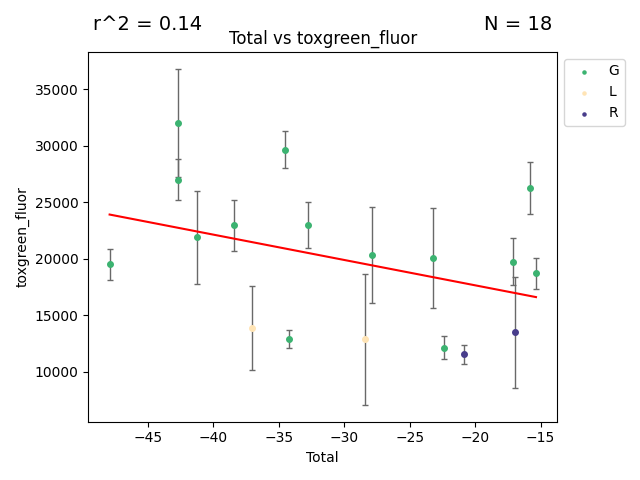 r^2 = 0.14
N = 18
Total vs toxgreen_fluor
G
L
R
35000
30000
25000
20000
15000
10000
toxgreen_fluor
−45
−40
−35
−30
−25
−20
−15
Total